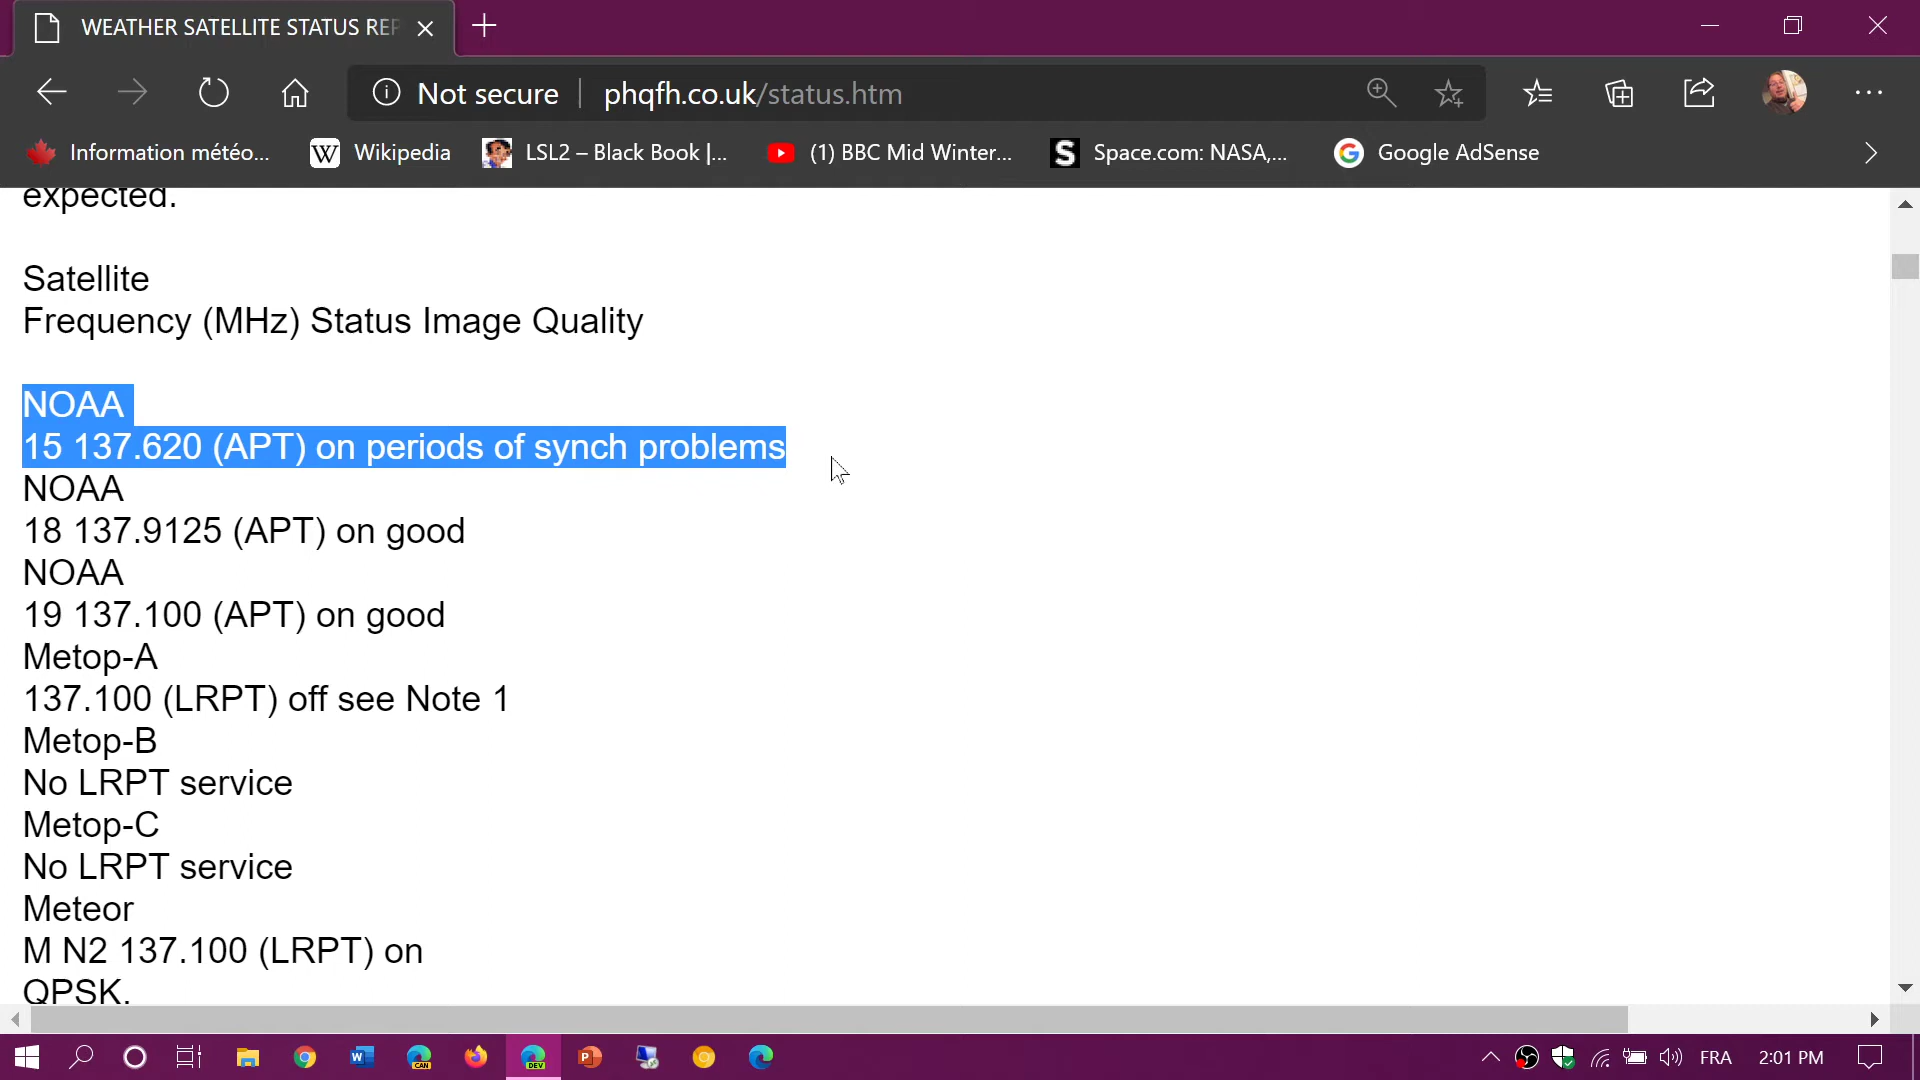 WEATHER SATELLITE STATUS REP
Not secure
phqfh.co.uk/status.htm
Information météo...
W Wikipedia
LSL2 – Black Book |...
(1) BBC Mid Winter...
S Space.com: NASA,...
G Google AdSense
expected.
Satellite
Frequency (MHz) Status Image Quality
NOAA
15 137.620 (APT) on periods of synch problems
NOAA
18 137.9125 (APT) on good
NOAA
19 137.100 (APT) on good
Metop-A
137.100 (LRPT) off see Note 1
Metop-B
No LRPT service
Metop-C
No LRPT service
Meteor
M N2 137.100 (LRPT) on
QPSK.
W
CAN
DEV
P
FRA
2:01 PM